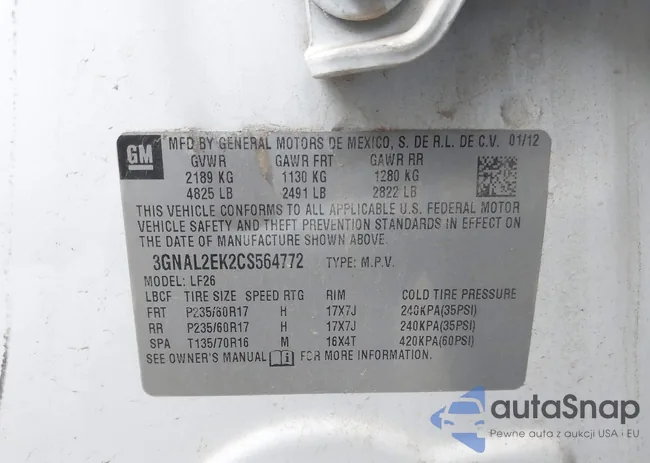 GM
MFD BY GENERAL MOTORS DE MEXICO, S. DE R.L. DE C.V. 01/12
GVWR GAWR FRT GAWR RR
2189 KG 1130 KG 1280 KG
4825 LB 2491 LB 2822 LB
THIS VEHICLE CONFORMS TO ALL APPLICABLE U.S. FEDERAL MOTOR
VEHICLE SAFETY AND THEFT PREVENTION STANDARDS IN EFFECT ON
THE DATE OF MANUFACTURE SHOWN ABOVE.
3GNAL2EK2CS564772 TYPE: M.P.V.
MODEL: LF26
LBCF TIRE SIZE SPEED RTG RIM COLD TIRE PRESSURE
FRT P235/60R17 H 17X7J 240KPA(35PSI)
RR P235/60R17 H 17X7J 240KPA(35PSI)
SPA T135/70R16 M 16X4T 420KPA(60PSI)
SEE OWNER'S MANUAL FOR MORE INFORMATION.
autoSnap
Pewne auta z aukcji USA i EU